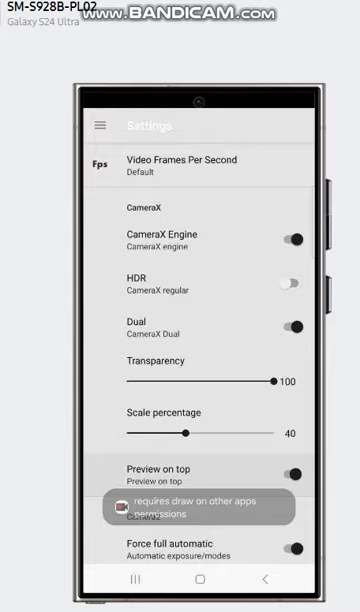 SM-S928B-PL02
www.BANDICAM.com
Galaxy S24 Ultra
Settings
Fps
Video Frames Per Second
Default
CameraX
CameraX Engine
CameraX engine
HDR
CameraX regular
Dual
CameraX Dual
Transparency
100
Scale percentage
40
Preview on top
Preview on top
requires draw on other apps
permissions
Camera2
Force full automatic
Automatic exposure/modes